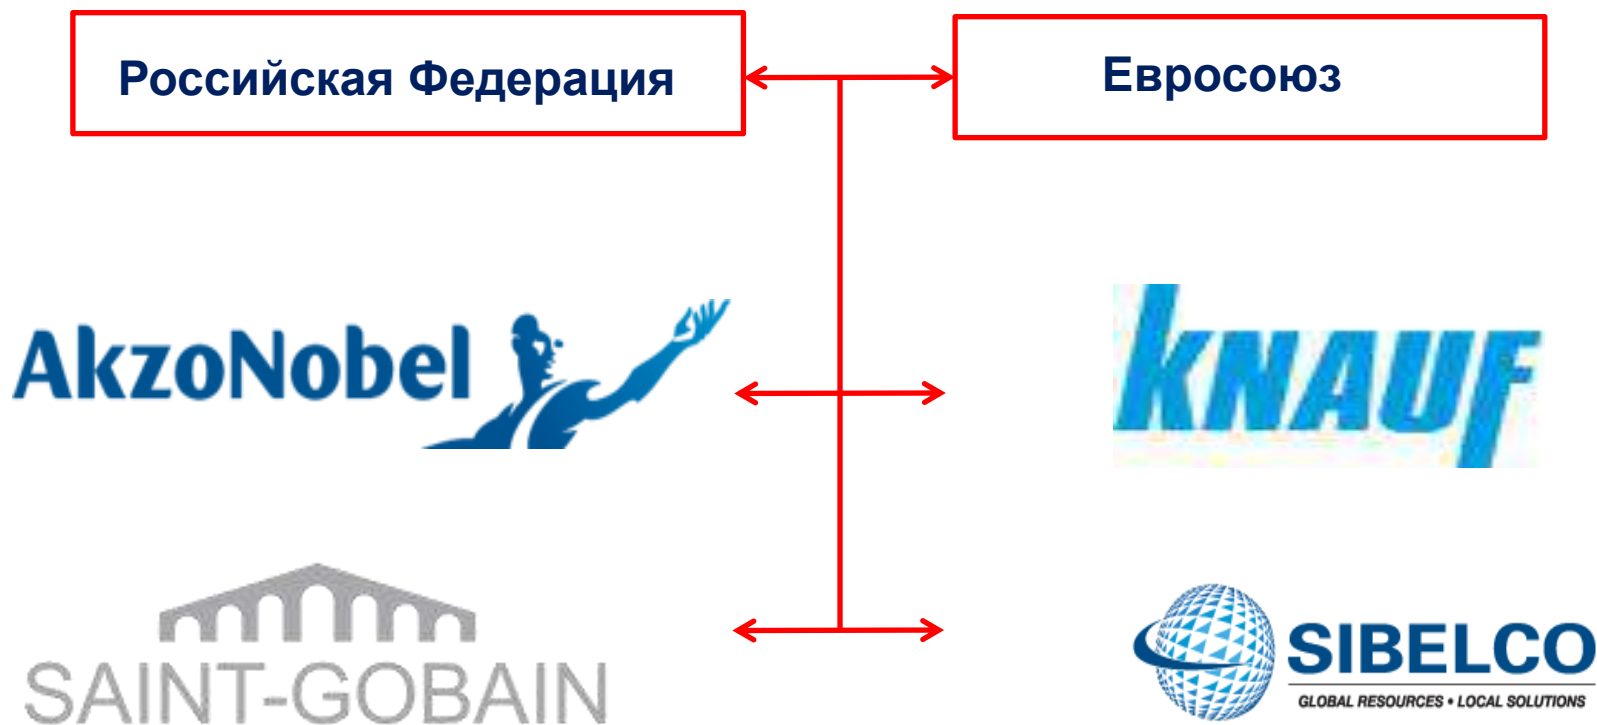 Российская Федерация
Евросоюз
AkzoNobel
KNAUF
SAINT-GOBAIN
SIBELCO
GLOBAL RESOURCES • LOCAL SOLUTIONS